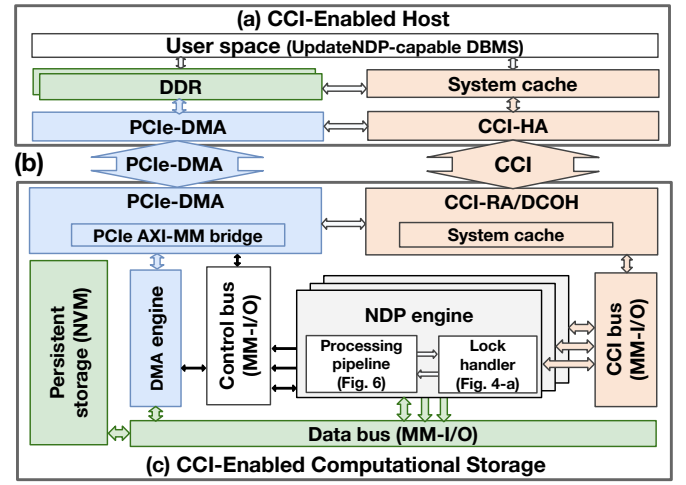 (a) CCI-Enabled Host
User space (UpdateNDP-capable DBMS)
DDR
System cache
PCIe-DMA
CCI-HA
(b)
PCIe-DMA
CCI
PCIe-DMA
CCI-RA/DCOH
PCIe AXI-MM bridge
System cache
Persistent
storage (NVM)
DMA engine
Control bus
(MM-I/O)
NDP engine
Processing
pipeline
(Fig. 6)
Lock
handler
(Fig. 4-a)
CCI bus
(MM-I/O)
Data bus (MM-I/O)
(c) CCI-Enabled Computational Storage